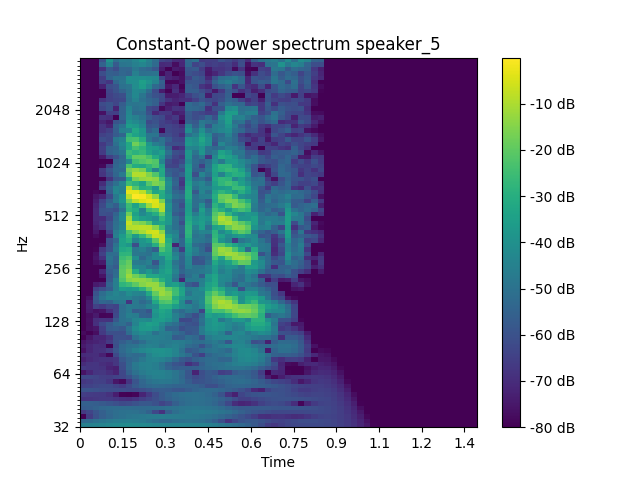 Constant-Q power spectrum speaker_5
Hz
2048
1024
512
256
128
64
32
0 0.15 0.3 0.45 0.6 0.75 0.9 1.1 1.2 1.4
Time
-10 dB
-20 dB
-30 dB
-40 dB
-50 dB
-60 dB
-70 dB
-80 dB